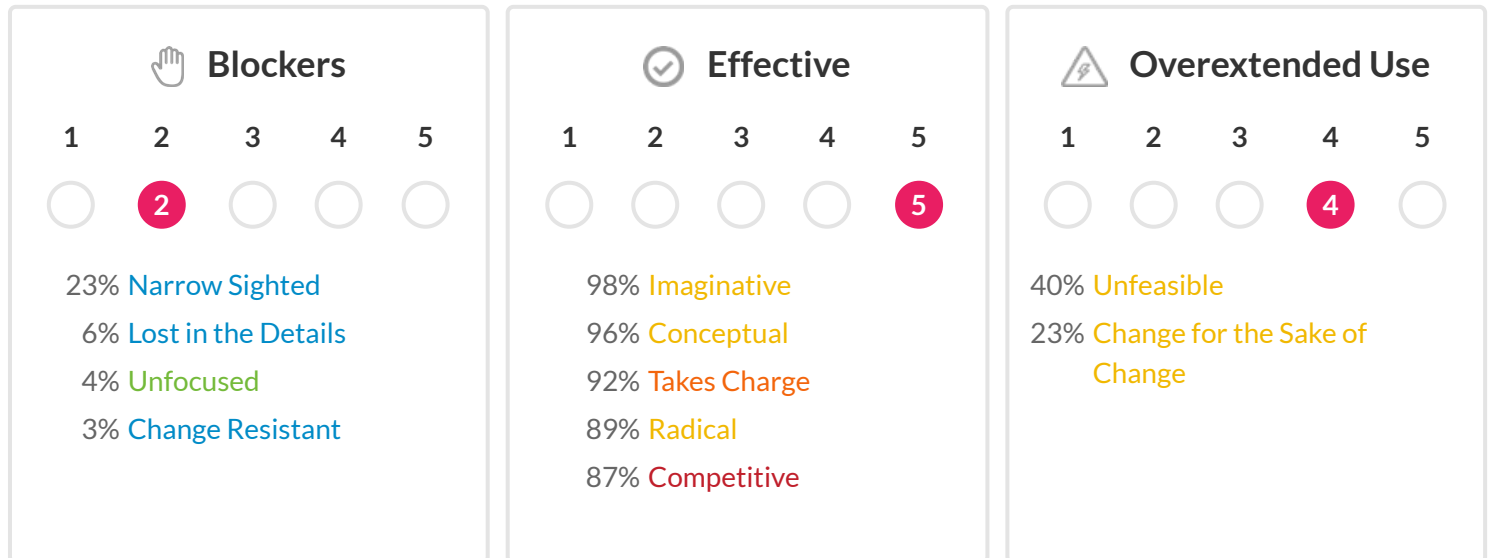 Blockers
1 2 3 4 5
2
23% Narrow Sighted
6% Lost in the Details
4% Unfocused
3% Change Resistant
Effective
1 2 3 4 5
5
98% Imaginative
96% Conceptual
92% Takes Charge
89% Radical
87% Competitive
Overextended Use
1 2 3 4 5
4
40% Unfeasible
23% Change for the Sake of
Change